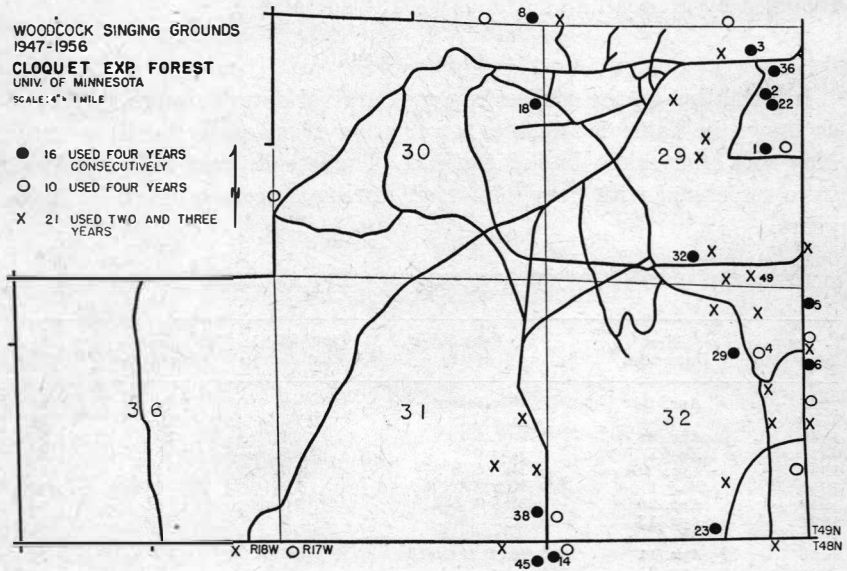 WOODCOCK SINGING GROUNDS
1947-1956
CLOQUET EXP. FOREST
UNIV. OF MINNESOTA
SCALE: 4"= 1 MILE
● 16 USED FOUR YEARS
CONSECUTIVELY
○ 10 USED FOUR YEARS
X 21 USED TWO AND THREE
YEARS
N
8
3
36
2
22
18
1
30
29
32
49
5
29
4
6
36
31
32
38
23
45
14
R18W
R17W
T49N
T48N